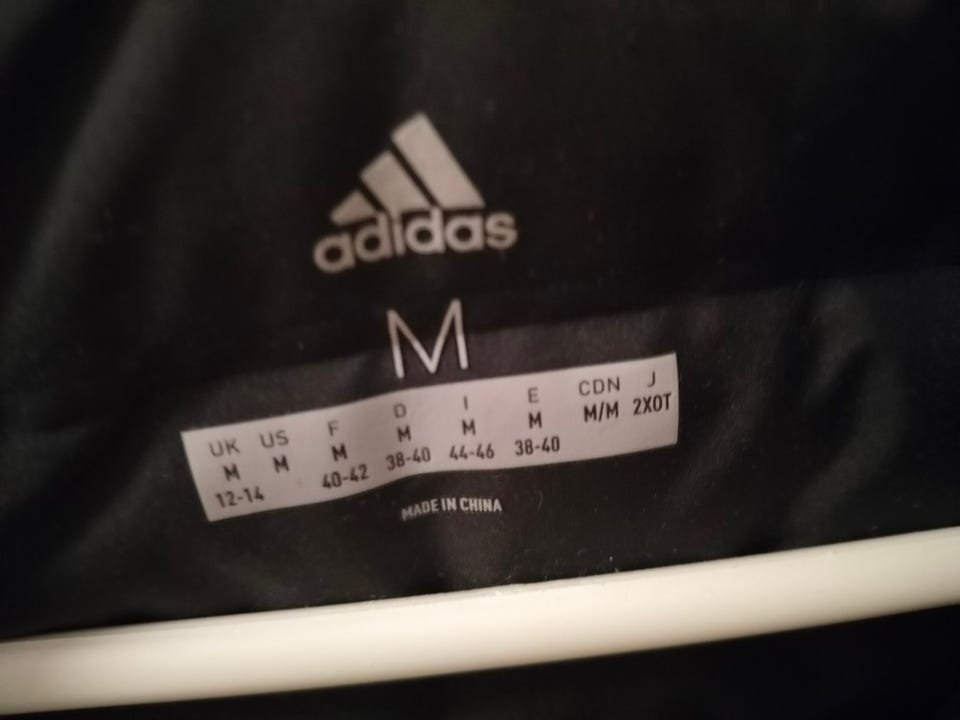 adidas
M
UK US F D I E CDN J
M M M M M M M/M 2XOT
12-14 40-42 38-40 44-46 38-40
MADE IN CHINA